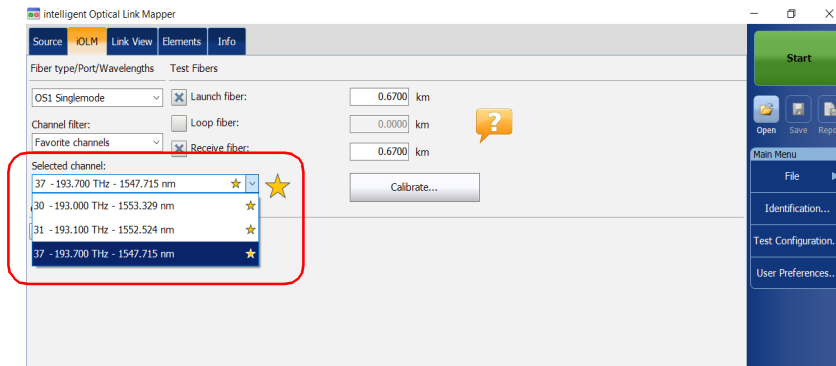 intelligent Optical Link Mapper
Source iOLM Link View Elements Info
Fiber type/Port/Wavelengths Test Fibers
OS1 Singlemode
Launch fiber: 0.6700 km
Channel filter:
Loop fiber: 0.0000 km
Favorite channels
Receive fiber: 0.6700 km
?
Selected channel:
37 - 193.700 THz - 1547.715 nm
Calibrate...
30 - 193.000 THz - 1553.329 nm
31 - 193.100 THz - 1552.524 nm
37 - 193.700 THz - 1547.715 nm
Start
Open Save
Main Menu
File
Identification...
Test Configuration.
User Preferences..